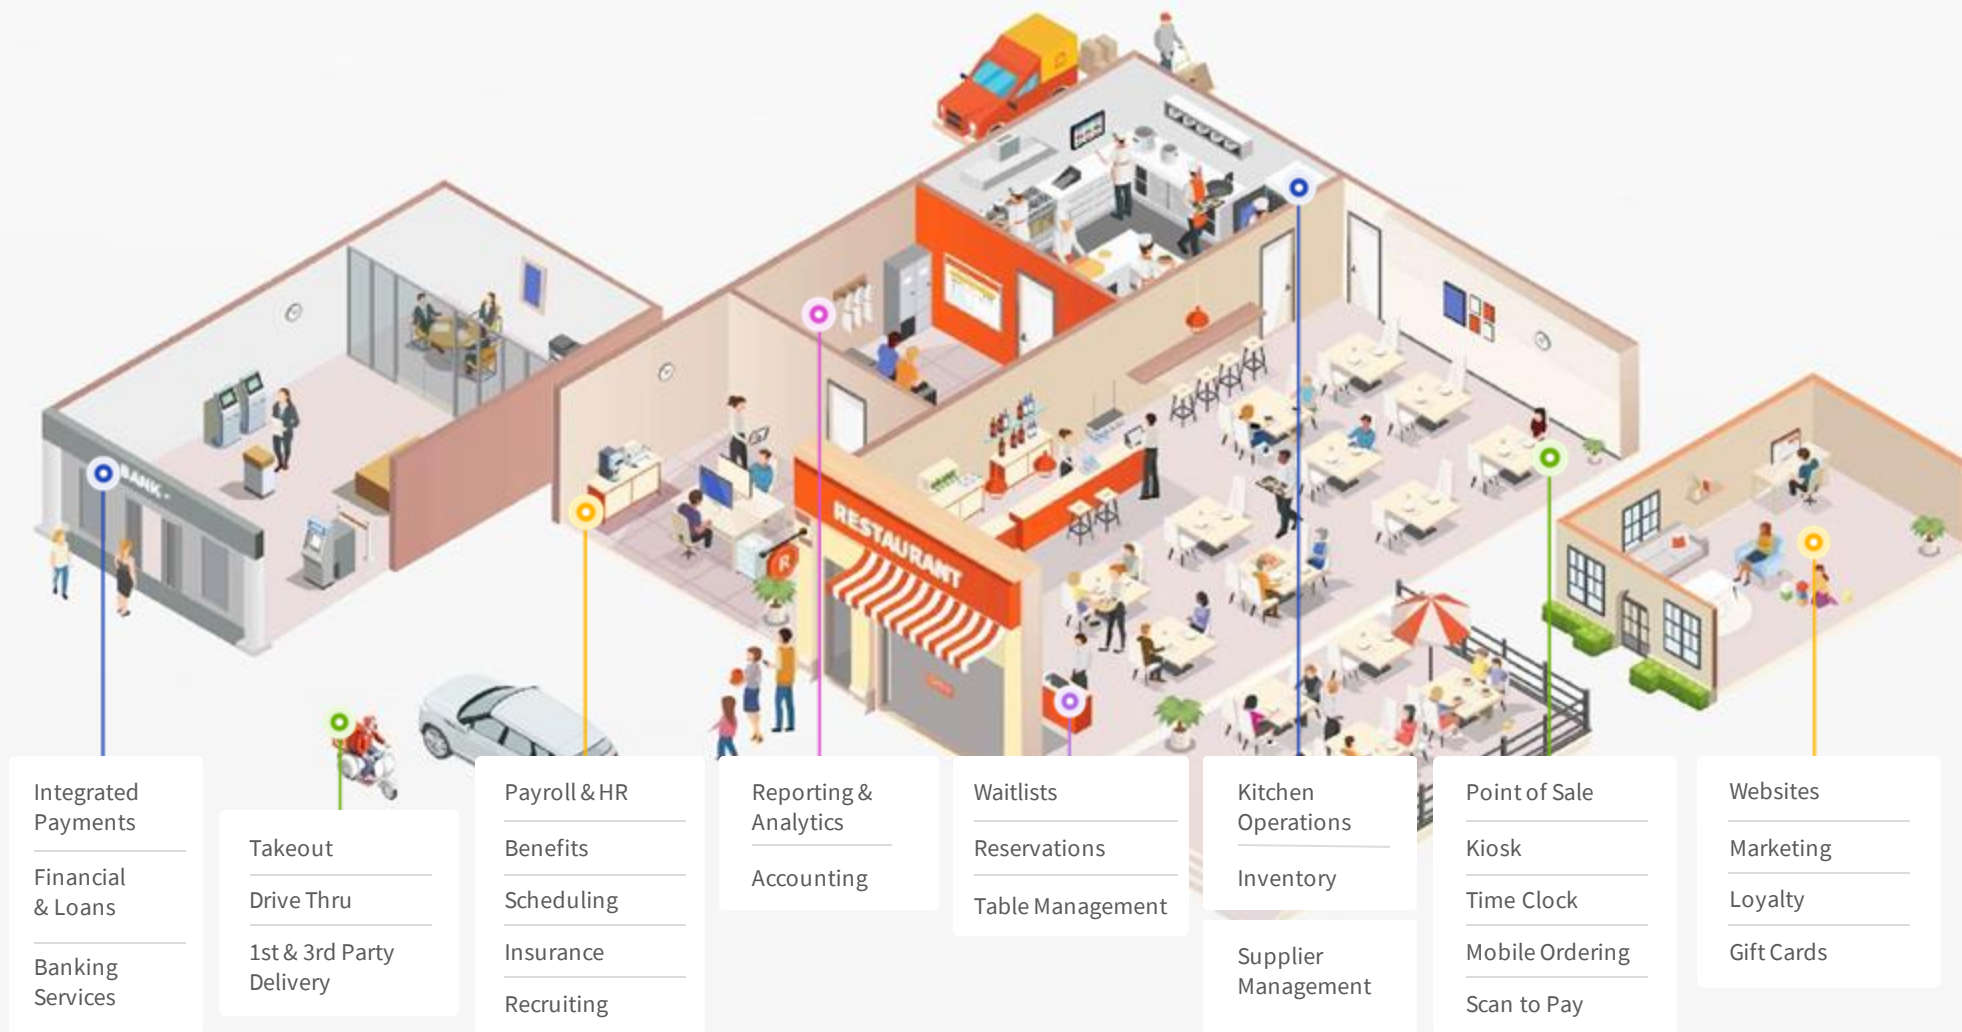 BANK
RESTAURANT
R
Integrated
Payments
Financial
& Loans
Banking
Services
Takeout
Drive Thru
1st & 3rd Party
Delivery
Payroll & HR
Benefits
Scheduling
Insurance
Recruiting
Reporting &
Analytics
Accounting
Waitlists
Reservations
Table Management
Kitchen
Operations
Inventory
Supplier
Management
Point of Sale
Kiosk
Time Clock
Mobile Ordering
Scan to Pay
Websites
Marketing
Loyalty
Gift Cards